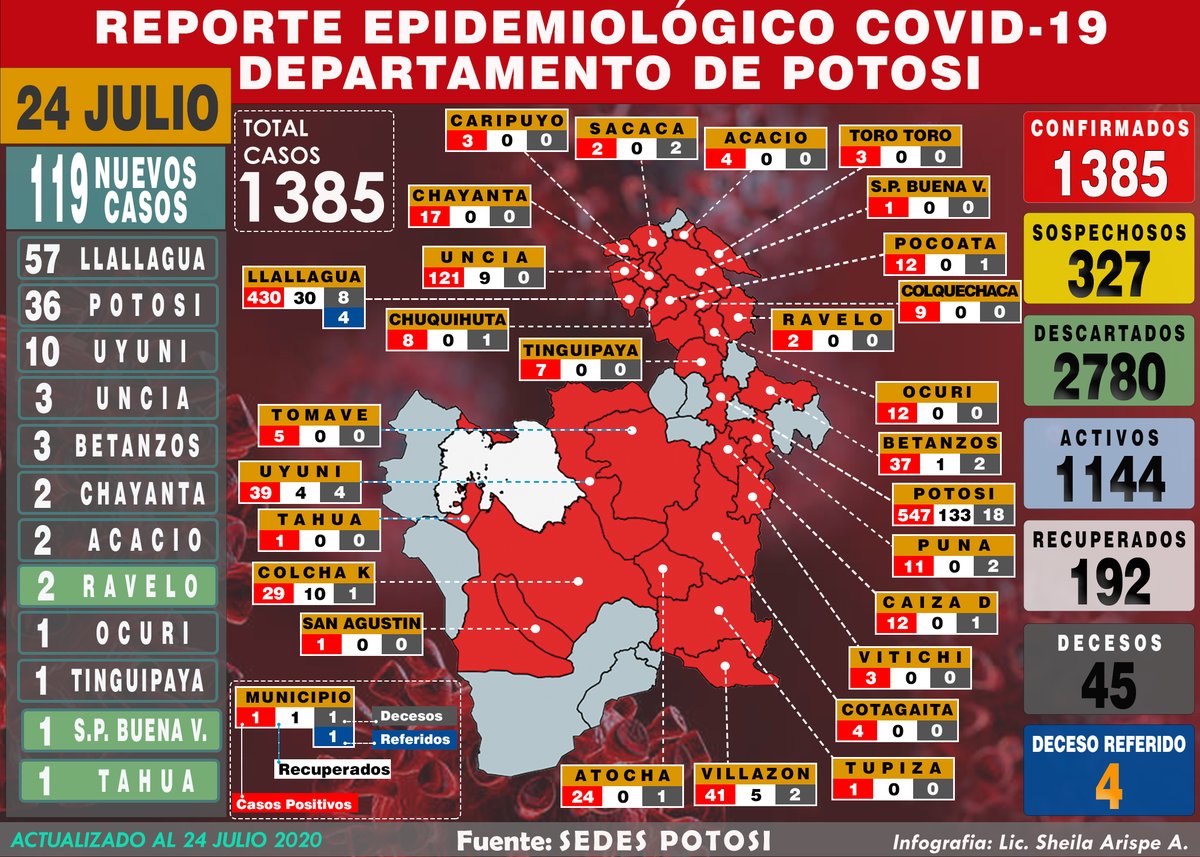 REPORTE EPIDEMIOLÓGICO COVID-19
DEPARTAMENTO DE POTOSI
24 JULIO
119 NUEVOS CASOS
57 LLALLAGUA
36 POTOSI
10 UYUNI
3 UNCIA
3 BETANZOS
2 CHAYANTA
2 ACACIO
2 RAVELO
1 OCURI
1 TINGUIPAYA
1 S.P. BUENA V.
1 TAHUA
TOTAL
CASOS
1385
CARIPUYO
3 0 0
SACACA
2 0 2
ACACIO
4 0 0
TORO TORO
3 0 0
CHAYANTA
17 0 0
S.P. BUENA V.
1 0 0
UNCIA
121 9 0
POCOATA
12 0 1
LLALLAGUA
430 30 8
4
COLQUECHACA
9 0 0
CHUQUIHUTA
8 0 1
RAVELO
2 0 0
TINGUIPAYA
7 0 0
OCURI
12 0 0
TOMAVE
5 0 0
BETANZOS
37 1 2
UYUNI
39 4 4
POTOSI
547 133 18
TAHUA
1 0 0
PUNA
11 0 2
COLCHA K
29 10 1
CAIZA D
12 0 1
SAN AGUSTIN
1 0 0
VITICHI
3 0 0
COTAGAITA
4 0 0
TUPIZA
1 0 0
ATOCHA
24 0 1
VILLAZON
41 5 2
MUNICIPIO
1 1 1 Decesos
1 Referidos
Recuperados
Casos Positivos
CONFIRMADOS
1385
SOSPECHOSOS
327
DESCARTADOS
2780
ACTIVOS
1144
RECUPERADOS
192
DECESOS
45
DECESO REFERIDO
4
ACTUALIZADO AL 24 JULIO 2020
Fuente: SEDES POTOSI
Infografia: Lic. Sheila Arispe A.